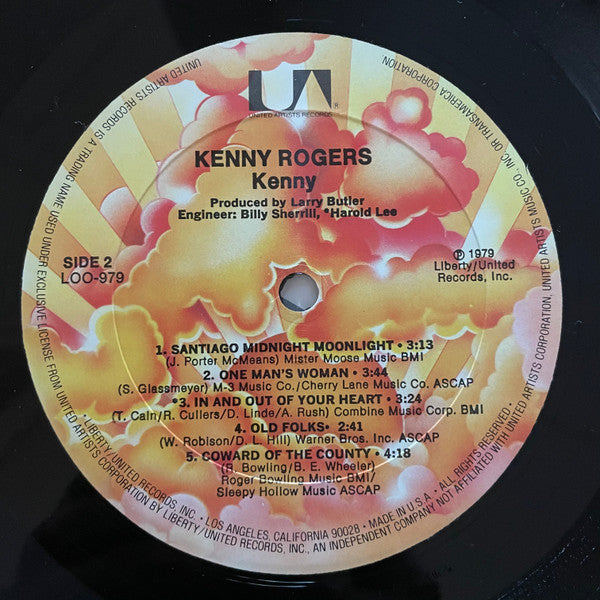 UA
®
UNITED ARTISTS RECORDS
KENNY ROGERS
Kenny
Produced by Larry Butler
Engineer: Billy Sherrill, *Harold Lee
SIDE 2
LOO-979
℗ 1979
Liberty/United
Records, Inc.
1. SANTIAGO MIDNIGHT MOONLIGHT • 3:13
(J. Porter McMeans) Mister Moose Music BMI
2. ONE MAN'S WOMAN • 3:44
(S. Glassmeyer) M-3 Music Co./Cherry Lane Music Co. ASCAP
*3. IN AND OUT OF YOUR HEART • 3:24
(T. Cain/R. Cullers/D. Linde/A. Rush) Combine Music Corp. BMI
4. OLD FOLKS• 2:41
(W. Robison/D. L. Hill) Warner Bros. Inc. ASCAP
5. COWARD OF THE COUNTY • 4:18
(R. Bowling/B. E. Wheeler)
Roger Bowling Music BMI/
Sleepy Hollow Music ASCAP
• LIBERTY/UNITED RECORDS, INC. • LOS ANGELES, CALIFORNIA 90028 • MADE IN U.S.A. • ALL RIGHTS RESERVED •
UNITED ARTISTS RECORDS IS A TRADING NAME USED UNDER EXCLUSIVE LICENSE FROM UNITED ARTISTS CORPORATION BY LIBERTY/UNITED RECORDS, INC., AN INDEPENDENT COMPANY NOT AFFILIATED WITH UNITED ARTISTS CORPORATION, UNITED ARTISTS MUSIC CO. INC. OR TRANSAMERICA CORPORATION.